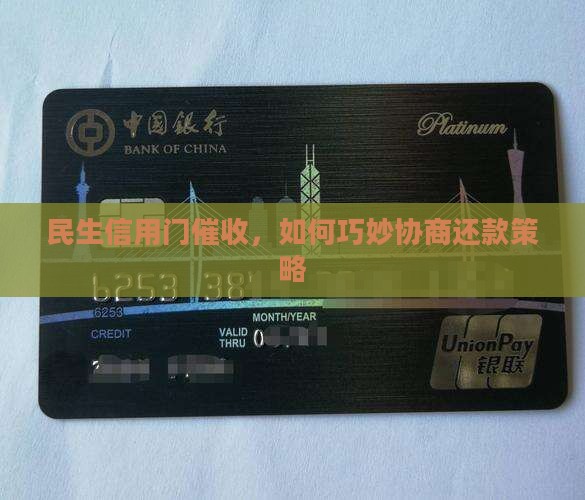 中国银行
Platinum
BANK OF CHINA
民生信用门催收，如何巧妙协商还款策
略
6253 38
6253
MONTH/YEAR
CREDIT
VALID
THRU 0
UnionPay
银联